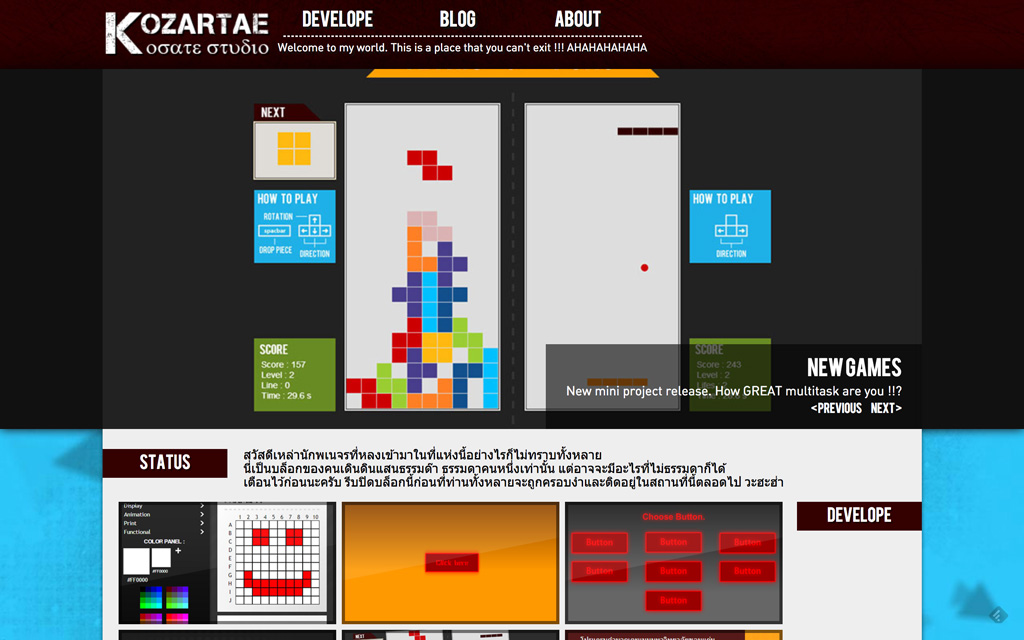 KOZARTAE
Kosate studio
DEVELOPE
BLOG
ABOUT
Welcome to my world. This is a place that you can't exit !!! AHAHAHAHAHA
NEXT
HOW TO PLAY
ROTATION
spacbar
DROP PIECE
DIRECTION
SCORE
Score : 157
Level : 2
Line : 0
Time : 29.6 s
HOW TO PLAY
DIRECTION
SCORE
Score : 243
Level : 2
NEW GAMES
New mini project release. How GREAT multitask are you !!?
<PREVIOUS NEXT>
STATUS
สวัสดีเหล่านักพเนจรที่หลงเข้ามาในที่แห่งนี้อย่างไรก็ไม่ทราบทั้งหลาย
นี่เป็นบล็อกของคนเดินดินแสนธรรมด๊า ธรรมดาคนหนึ่งเท่านั้น แต่อาจจะมีอะไรที่ไม่ธรรมดาก็ได้
เตือนไว้ก่อนนะครับ รีบปิดบล็อกนี้ก่อนที่ท่านทั้งหลายจะถูกครอบงำและติดอยู่ในสถานที่นี้ตลอดไป วะฮะฮ่า
DEVELOPE
Display
Animation
Print
Functional
COLOR PANEL :
#FF0000
#FF0000
1 2 3 4 5 6 7 8 9 10
A
B
C
D
E
F
G
H
I
J
Click here
Choose Button.
Button Button Button
Button Button Button
Button
NEXT